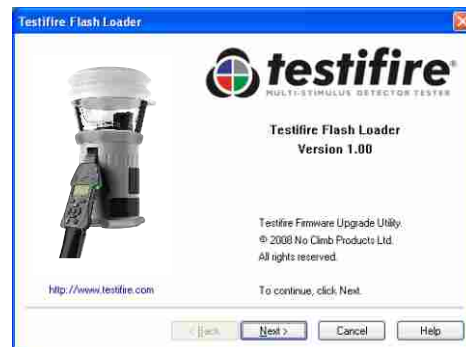 Testifire Flash Loader
testifire®
MULTI-STIMULUS DETECTOR TESTER
Testifire Flash Loader
Version 1.00
Testifire Firmware Upgrade Utility.
© 2008 No Climb Products Ltd.
All rights reserved.
http://www.testifire.com
To continue, click Next.
< Back
Next >
Cancel
Help